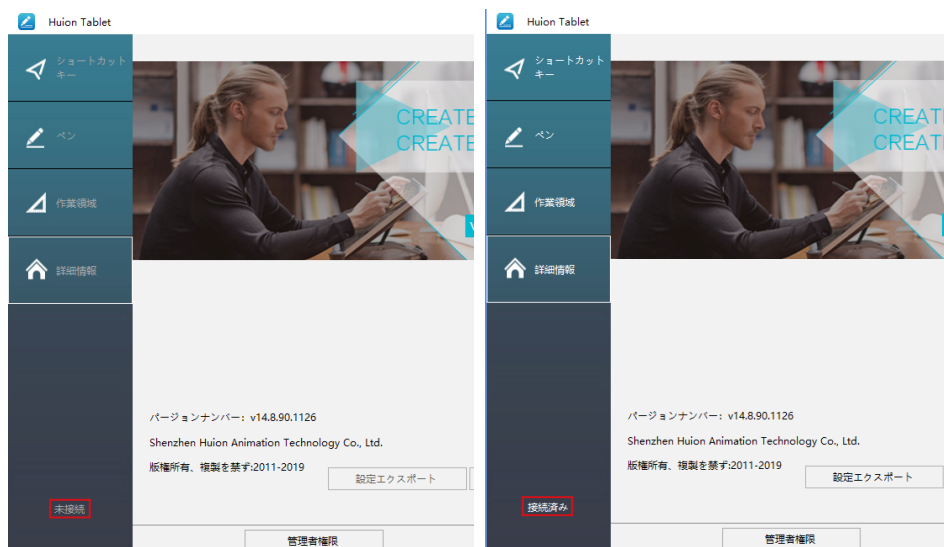 Huion Tablet
ショートカット
キー
ペン
作業領域
詳細情報
CREATE
CREATE
バージョンナンバー: v14.8.90.1126
Shenzhen Huion Animation Technology Co., Ltd.
版権所有、複製を禁ず:2011-2019
設定エクスポート
未接続
管理者権限
Huion Tablet
ショートカット
キー
ペン
作業領域
詳細情報
CREAT
CREAT
バージョンナンバー: v14.8.90.1126
Shenzhen Huion Animation Technology Co., Ltd.
版権所有、複製を禁ず:2011-2019
設定エクスポート
接続済み
管理者権限